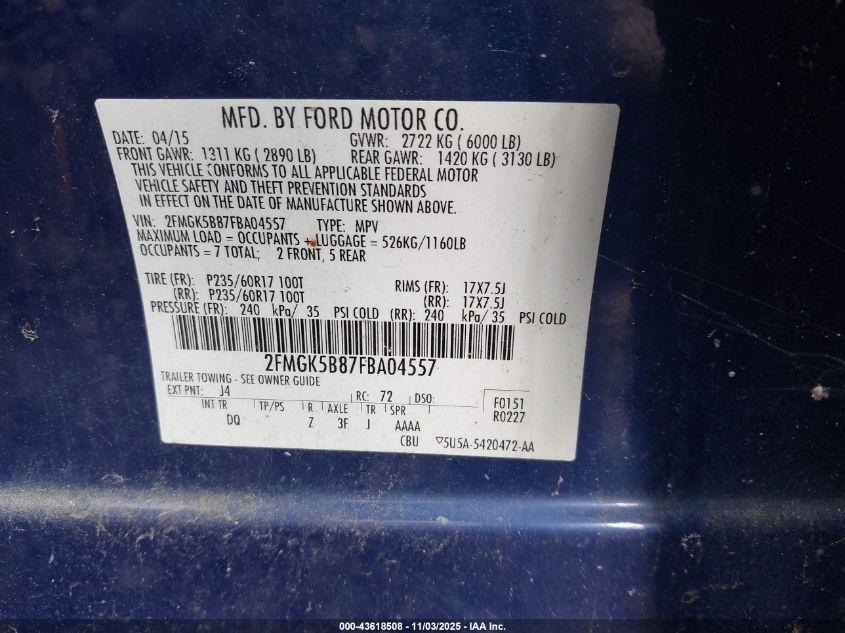 MFD. BY FORD MOTOR CO.
DATE: 04/15 GVWR: 2722 KG ( 6000 LB)
FRONT GAWR: 1311 KG ( 2890 LB) REAR GAWR: 1420 KG ( 3130 LB)
THIS VEHICLE CONFORMS TO ALL APPLICABLE FEDERAL MOTOR
VEHICLE SAFETY AND THEFT PREVENTION STANDARDS
IN EFFECT ON THE DATE OF MANUFACTURE SHOWN ABOVE.
VIN: 2FMGK5B87FBA04557 TYPE: MPV
MAXIMUM LOAD = OCCUPANTS + LUGGAGE = 526KG/1160LB
OCCUPANTS = 7 TOTAL; 2 FRONT, 5 REAR
TIRE (FR): P235/60R17 100T RIMS (FR): 17X7.5J
(RR): P235/60R17 100T (RR): 17X7.5J
PRESSURE (FR): 240 kPa/ 35 PSI COLD (RR): 240 kPa/ 35 PSI COLD
2FMGK5B87FBA04557
TRAILER TOWING - SEE OWNER GUIDE
EXT PNT: J4 RC: 72 DSO: F0151
INT TR TP/PS R AXLE TR SPR R0227
DQ Z 3F J AAAA
CBU ▽5U5A-5420472-AA
000-43618508 - 11/03/2025 - IAA Inc.